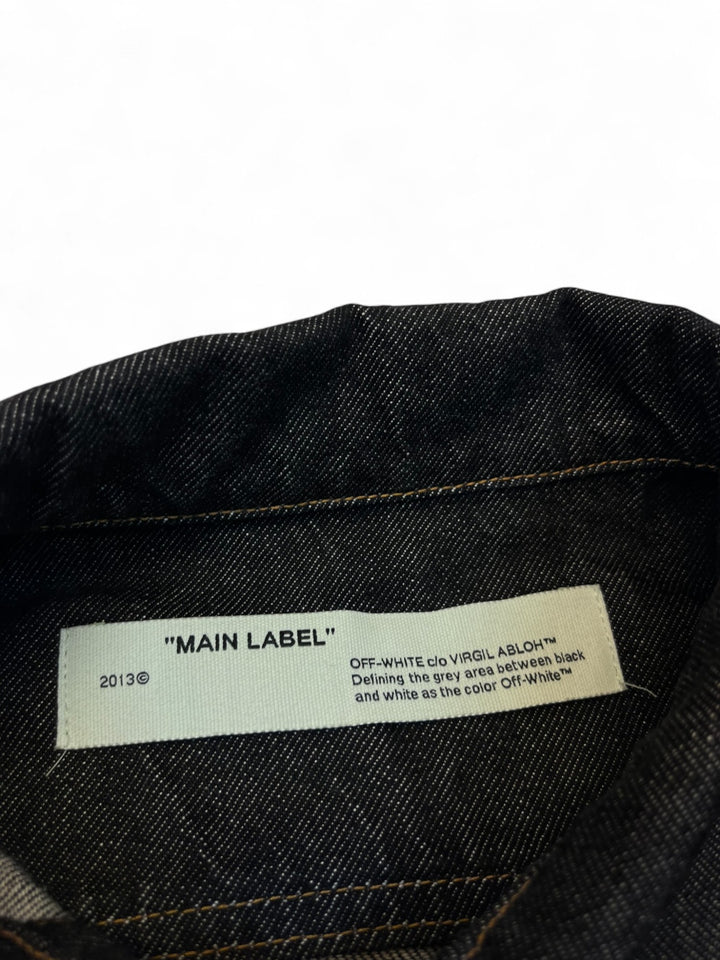 "MAIN LABEL"
2013©
OFF-WHITE c/o VIRGIL ABLOH™
Defining the grey area between black
and white as the color Off-White™